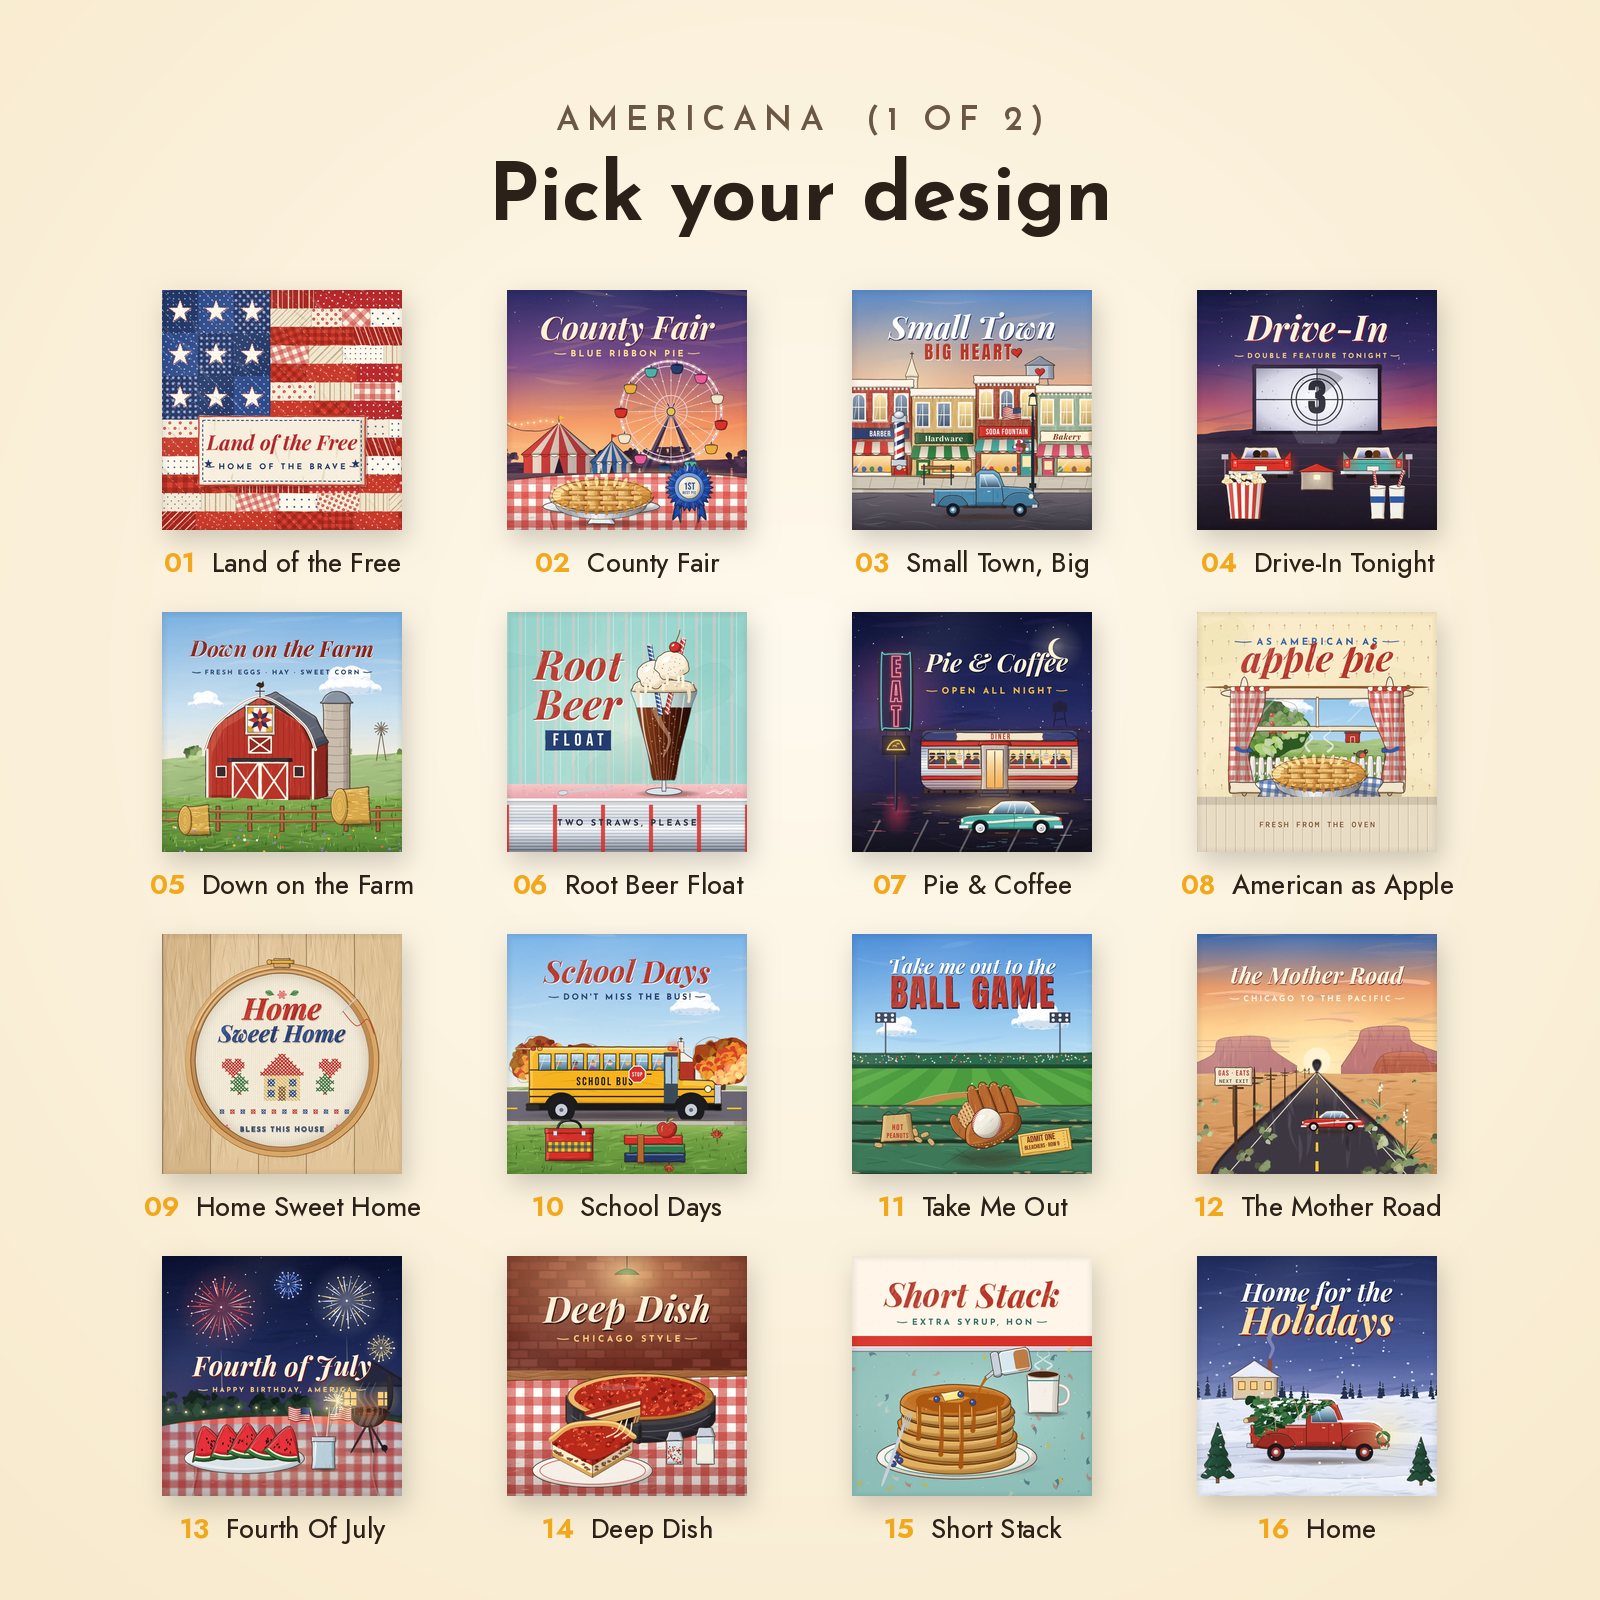 AMERICANA (1 OF 2)
Pick your design
Land of the Free
HOME OF THE BRAVE
01 Land of the Free
County Fair
BLUE RIBBON PIE
1ST
02 County Fair
Small Town
BIG HEART
BARBER
Hardware
SODA FOUNTAIN
Bakery
03 Small Town, Big
Drive-In
DOUBLE FEATURE TONIGHT
3
04 Drive-In Tonight
Down on the Farm
FRESH EGGS · HAY · SWEET CORN
05 Down on the Farm
Root
Beer
FLOAT
TWO STRAWS, PLEASE
06 Root Beer Float
EAT
Pie & Coffee
OPEN ALL NIGHT
DINER
07 Pie & Coffee
AS AMERICAN AS
apple pie
FRESH FROM THE OVEN
08 American as Apple
Home
Sweet Home
BLESS THIS HOUSE
09 Home Sweet Home
School Days
DON'T MISS THE BUS!
SCHOOL BUS
STOP
10 School Days
Take me out to the
BALL GAME
HOT
PEANUTS
ADMIT ONE
BLEACHERS · ROW 9
11 Take Me Out
the Mother Road
CHICAGO TO THE PACIFIC
GAS · EATS
NEXT EXIT
12 The Mother Road
Fourth of July
HAPPY BIRTHDAY, AMERICA
13 Fourth Of July
Deep Dish
CHICAGO STYLE
14 Deep Dish
Short Stack
EXTRA SYRUP, HON
15 Short Stack
Home for the
Holidays
16 Home